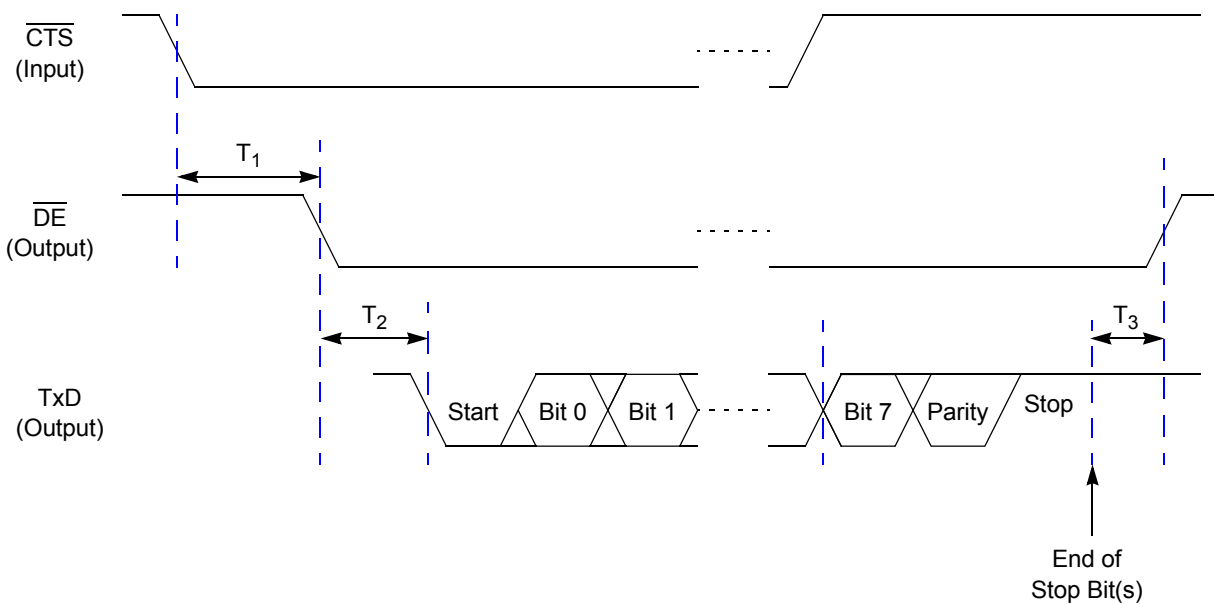 CTS
(Input)
T1
DE
(Output)
T2
T3
TxD
(Output)
Start
Bit 0
Bit 1
Bit 7
Parity
Stop
End of
Stop Bit(s)